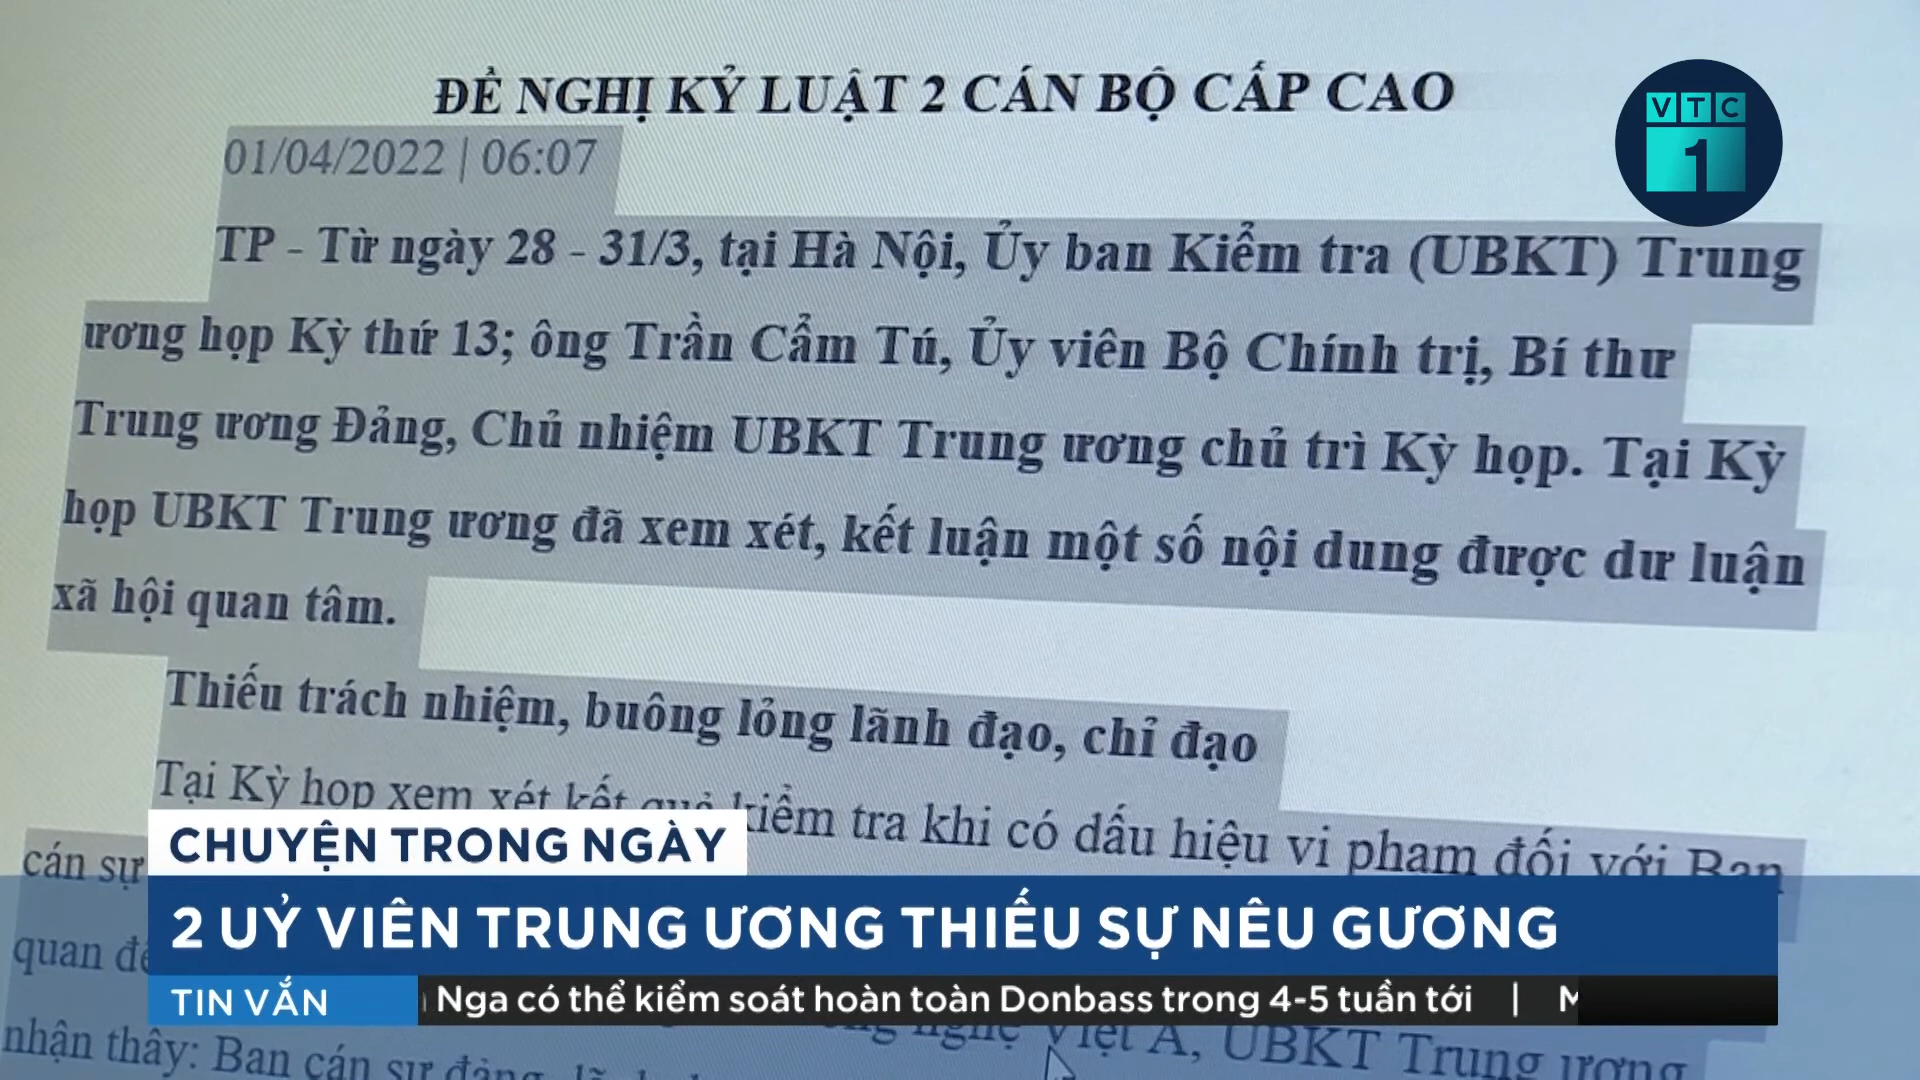 ĐỀ NGHỊ KỶ LUẬT 2 CÁN BỘ CẤP CAO
VTC
1
01/04/2022 | 06:07
TP - Từ ngày 28 - 31/3, tại Hà Nội, Ủy ban Kiểm tra (UBKT) Trung
ương họp Kỳ thứ 13; ông Trần Cẩm Tú, Ủy viên Bộ Chính trị, Bí thư
Trung ương Đảng, Chủ nhiệm UBKT Trung ương chủ trì Kỳ họp. Tại Kỳ
họp UBKT Trung ương đã xem xét, kết luận một số nội dung được dư luận
xã hội quan tâm.
Thiếu trách nhiệm, buông lỏng lãnh đạo, chỉ đạo
Tại Kỳ họp xem xét kết quả kiểm tra khi có dấu hiệu vi phạm đối với Ban
cán sự
CHUYỆN TRONG NGÀY
2 UỶ VIÊN TRUNG ƯƠNG THIẾU SỰ NÊU GƯƠNG
quan
TIN VẮN
Nga có thể kiểm soát hoàn toàn Donbass trong 4-5 tuần tới |
nghệ Việt A, UBKT Trung ương
nhận thấy: Ban cán sự đảng,